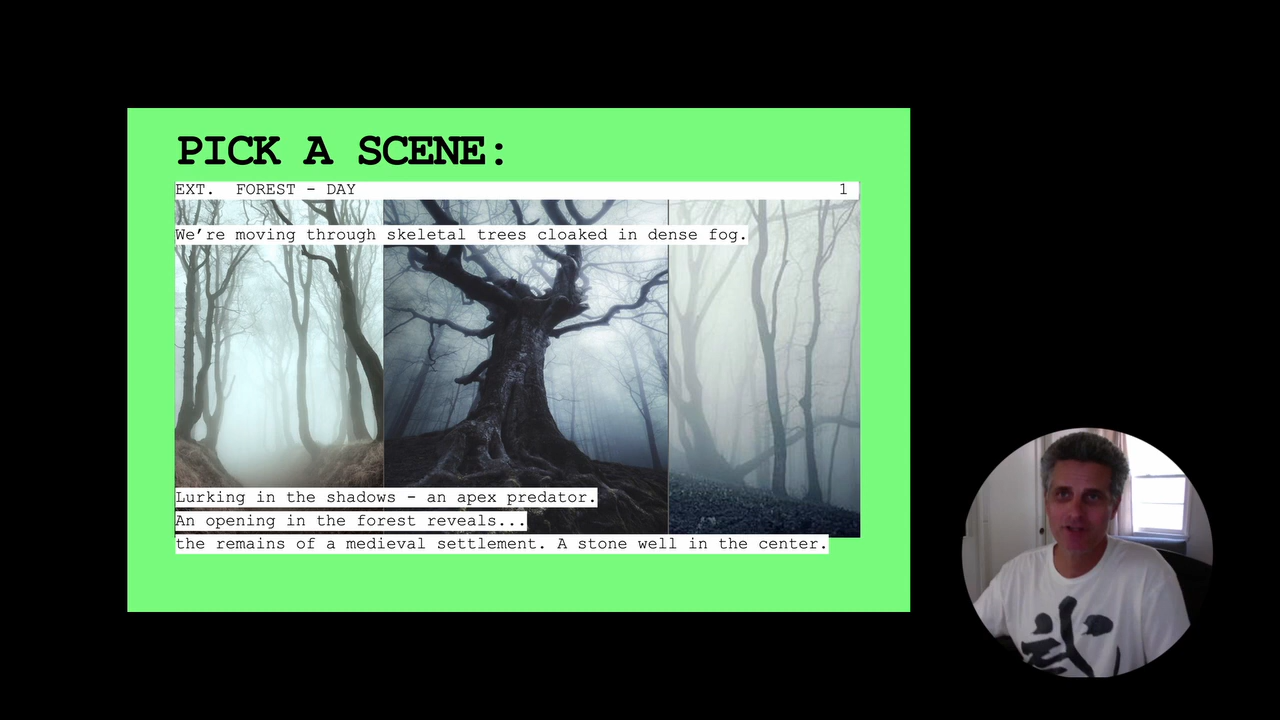 PICK A SCENE:
EXT. FOREST - DAY 1
We’re moving through skeletal trees cloaked in dense fog.
Lurking in the shadows - an apex predator.
An opening in the forest reveals...
the remains of a medieval settlement. A stone well in the center.
武